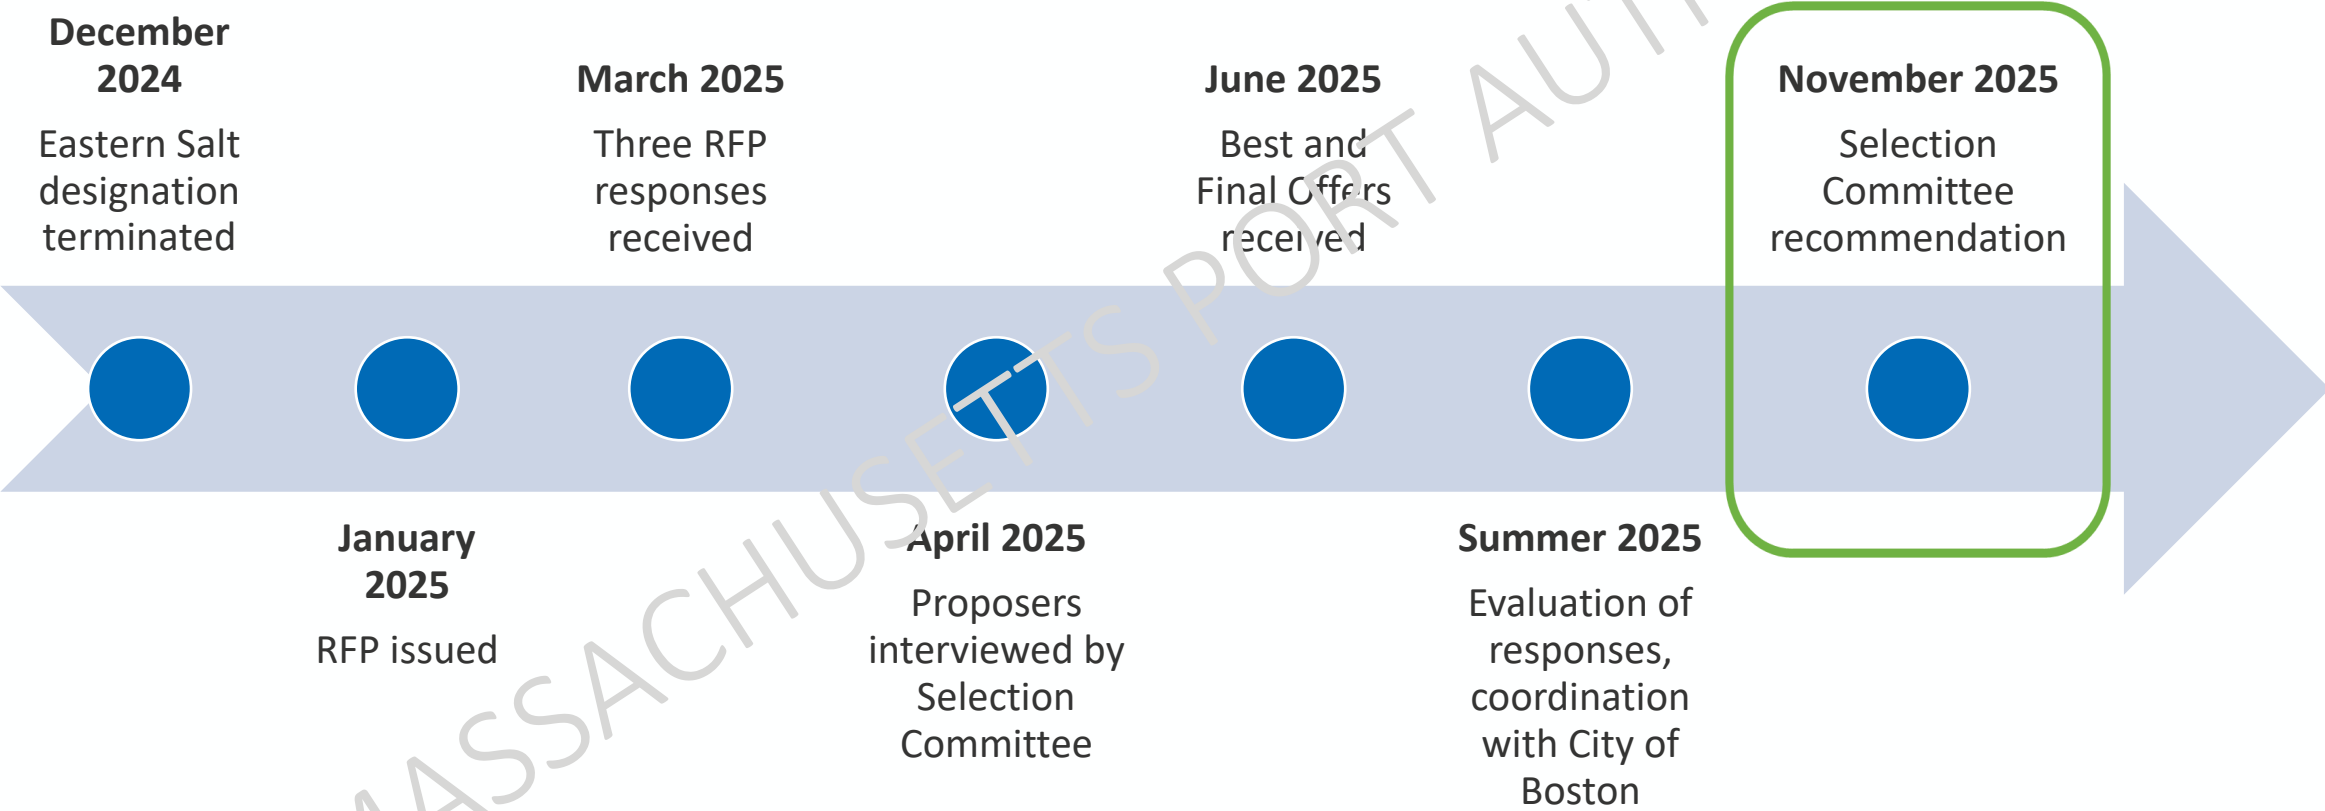 December
2024
Eastern Salt
designation
terminated
January
2025
RFP issued
March 2025
Three RFP
responses
received
April 2025
Proposers
interviewed by
Selection
Committee
June 2025
Best and
Final Offers
received
Summer 2025
Evaluation of
responses,
coordination
with City of
Boston
November 2025
Selection
Committee
recommendation
MASSACHUSETTS PORT AUT